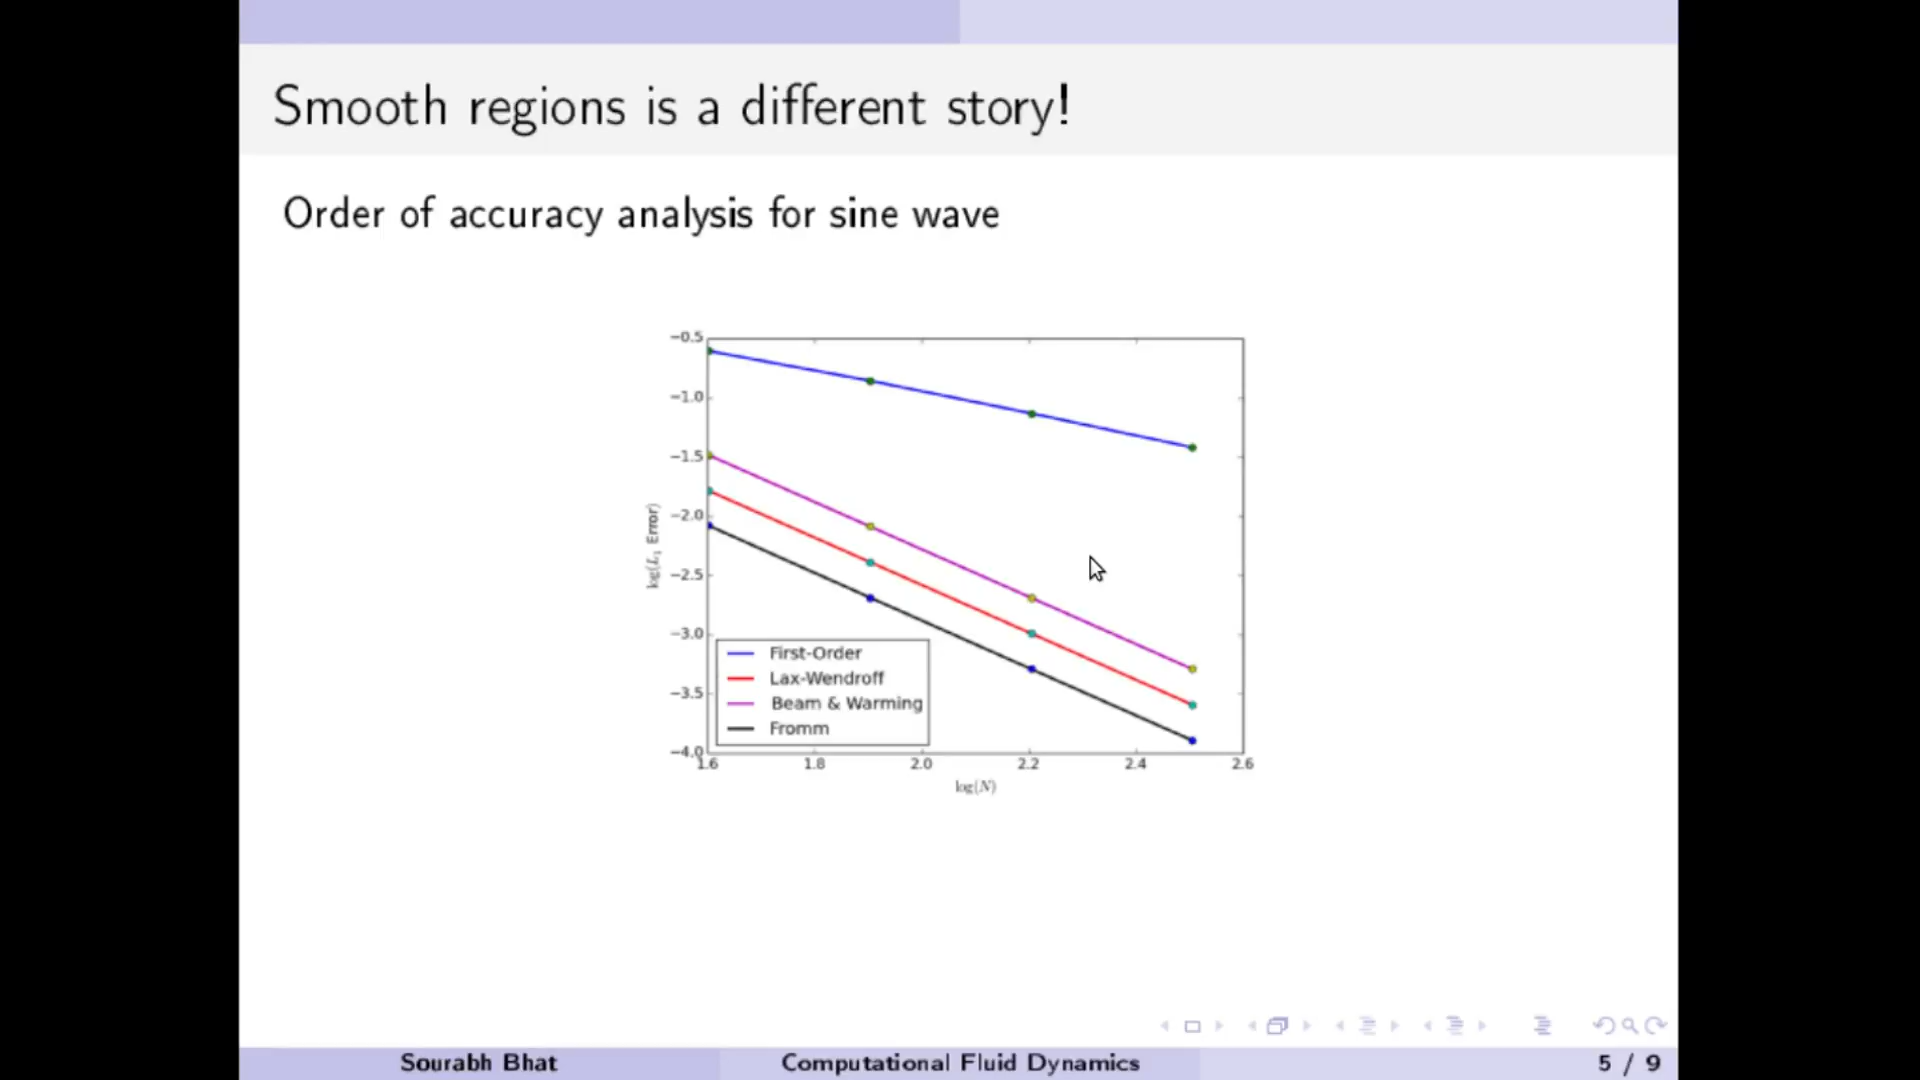 Smooth regions is a different story!
Order of accuracy analysis for sine wave
−0.5
−1.0
−1.5
−2.0
−2.5
−3.0
−3.5
−4.0
log(L₁ Error)
First-Order
Lax-Wendroff
Beam & Warming
Fromm
1.6 1.8 2.0 2.2 2.4 2.6
log(N)
Sourabh Bhat Computational Fluid Dynamics 5 / 9